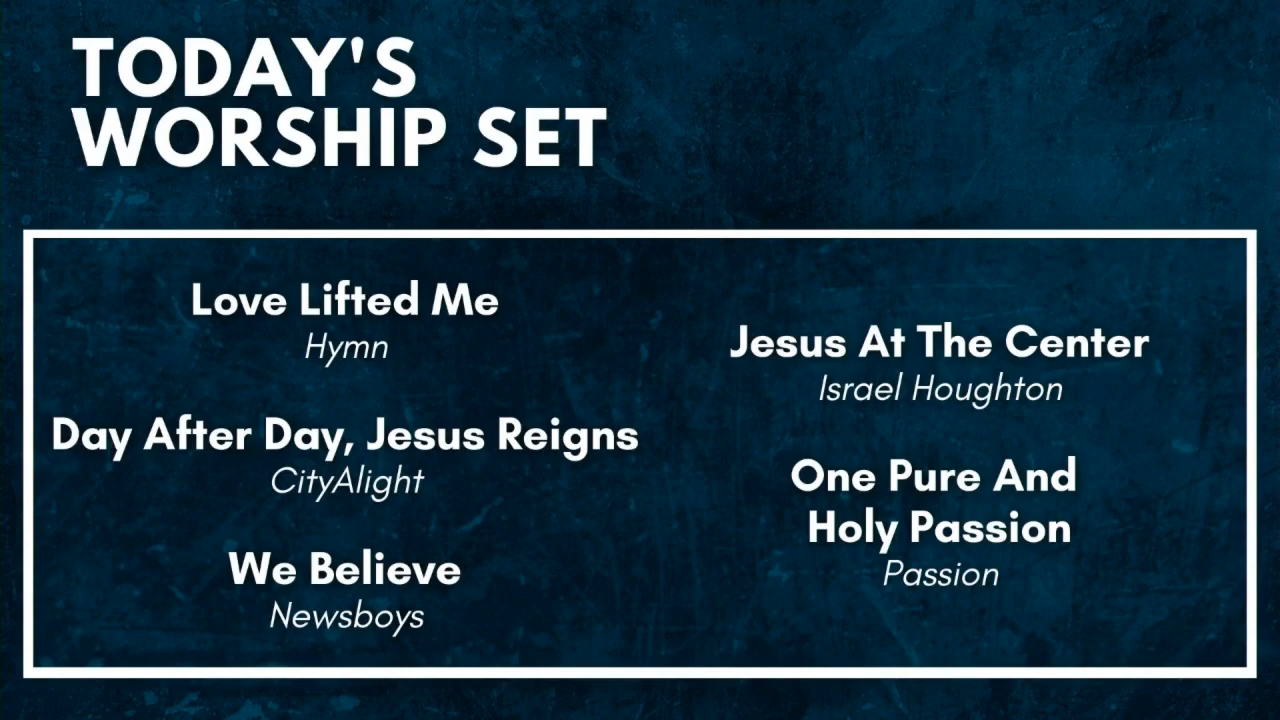 TODAY'S
WORSHIP SET
Love Lifted Me
Hymn
Day After Day, Jesus Reigns
CityAlight
We Believe
Newsboys
Jesus At The Center
Israel Houghton
One Pure And
Holy Passion
Passion